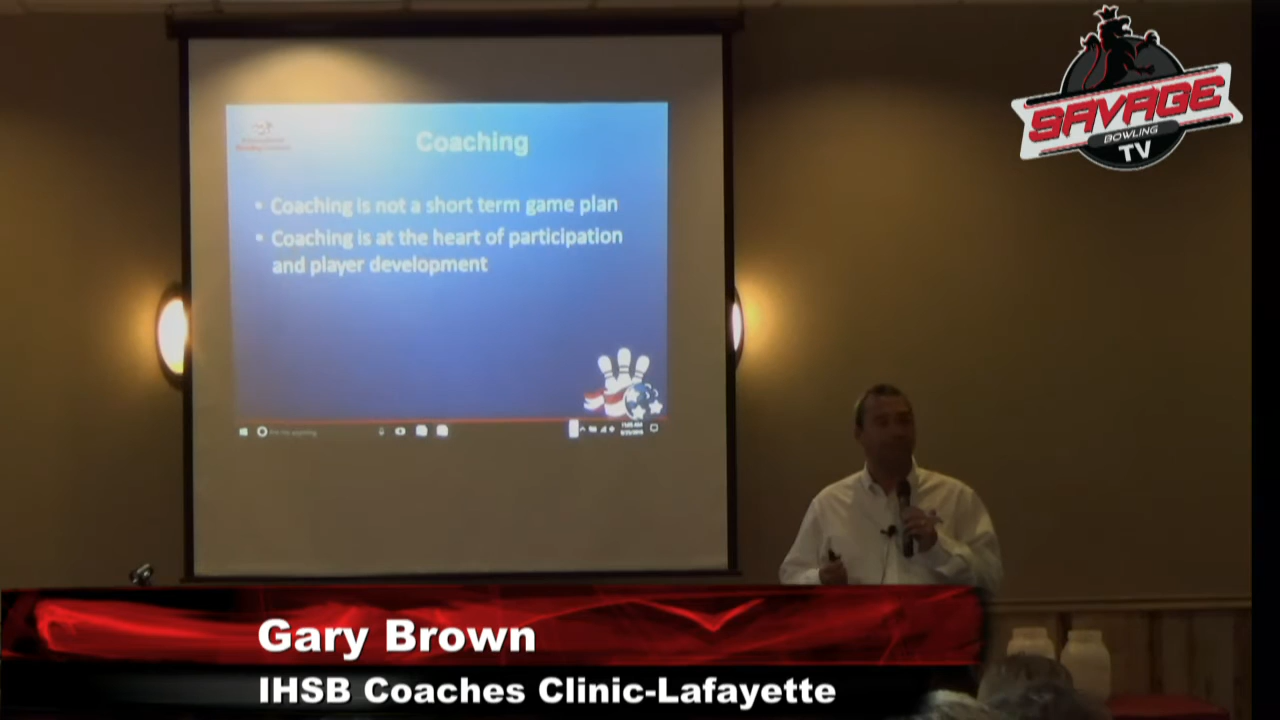 SAVAGE
BOWLING
TV
Coaching
• Coaching is not a short term game plan
• Coaching is at the heart of participation
and player development
Gary Brown
IHSB Coaches Clinic-Lafayette